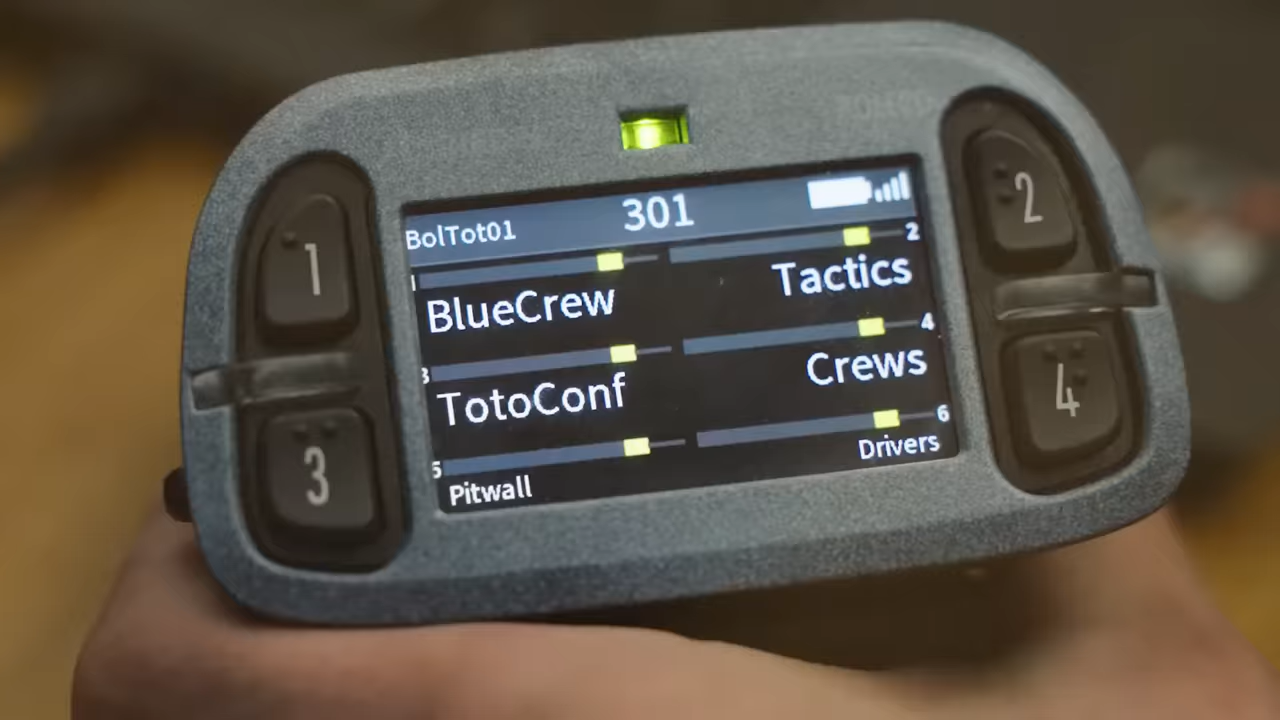 BolTot01 301
1 2
BlueCrew Tactics
3 4
TotoConf Crews
5 6
Pitwall Drivers
1
2
3
4